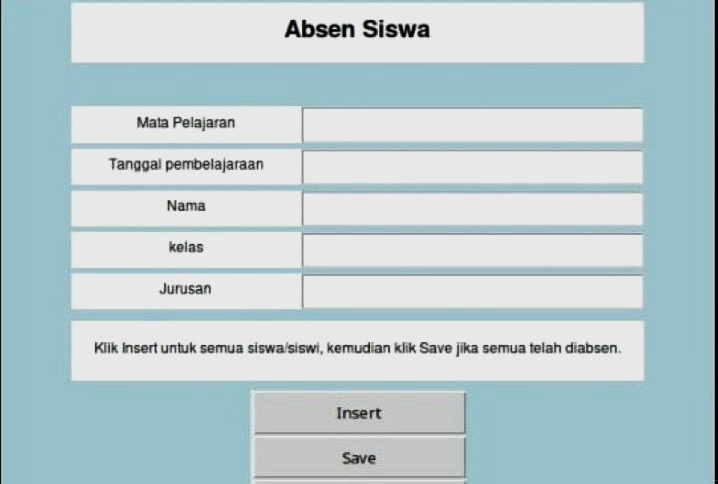 Absen Siswa
Mata Pelajaran
Tanggal pembelajaraan
Nama
kelas
Jurusan
Klik Insert untuk semua siswa/siswi, kemudian klik Save jika semua telah diabsen.
Insert
Save